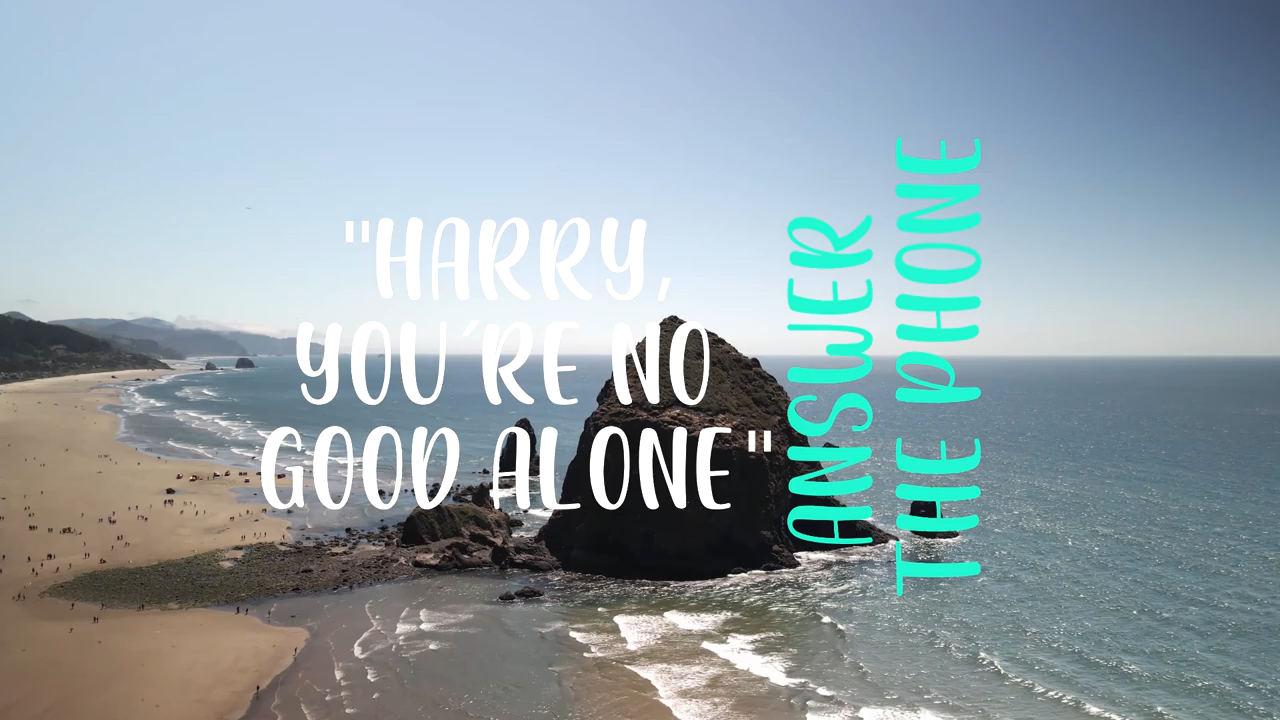 "HARRY,
YOU'RE NO
GOOD ALONE"
ANSWER
THE PHONE